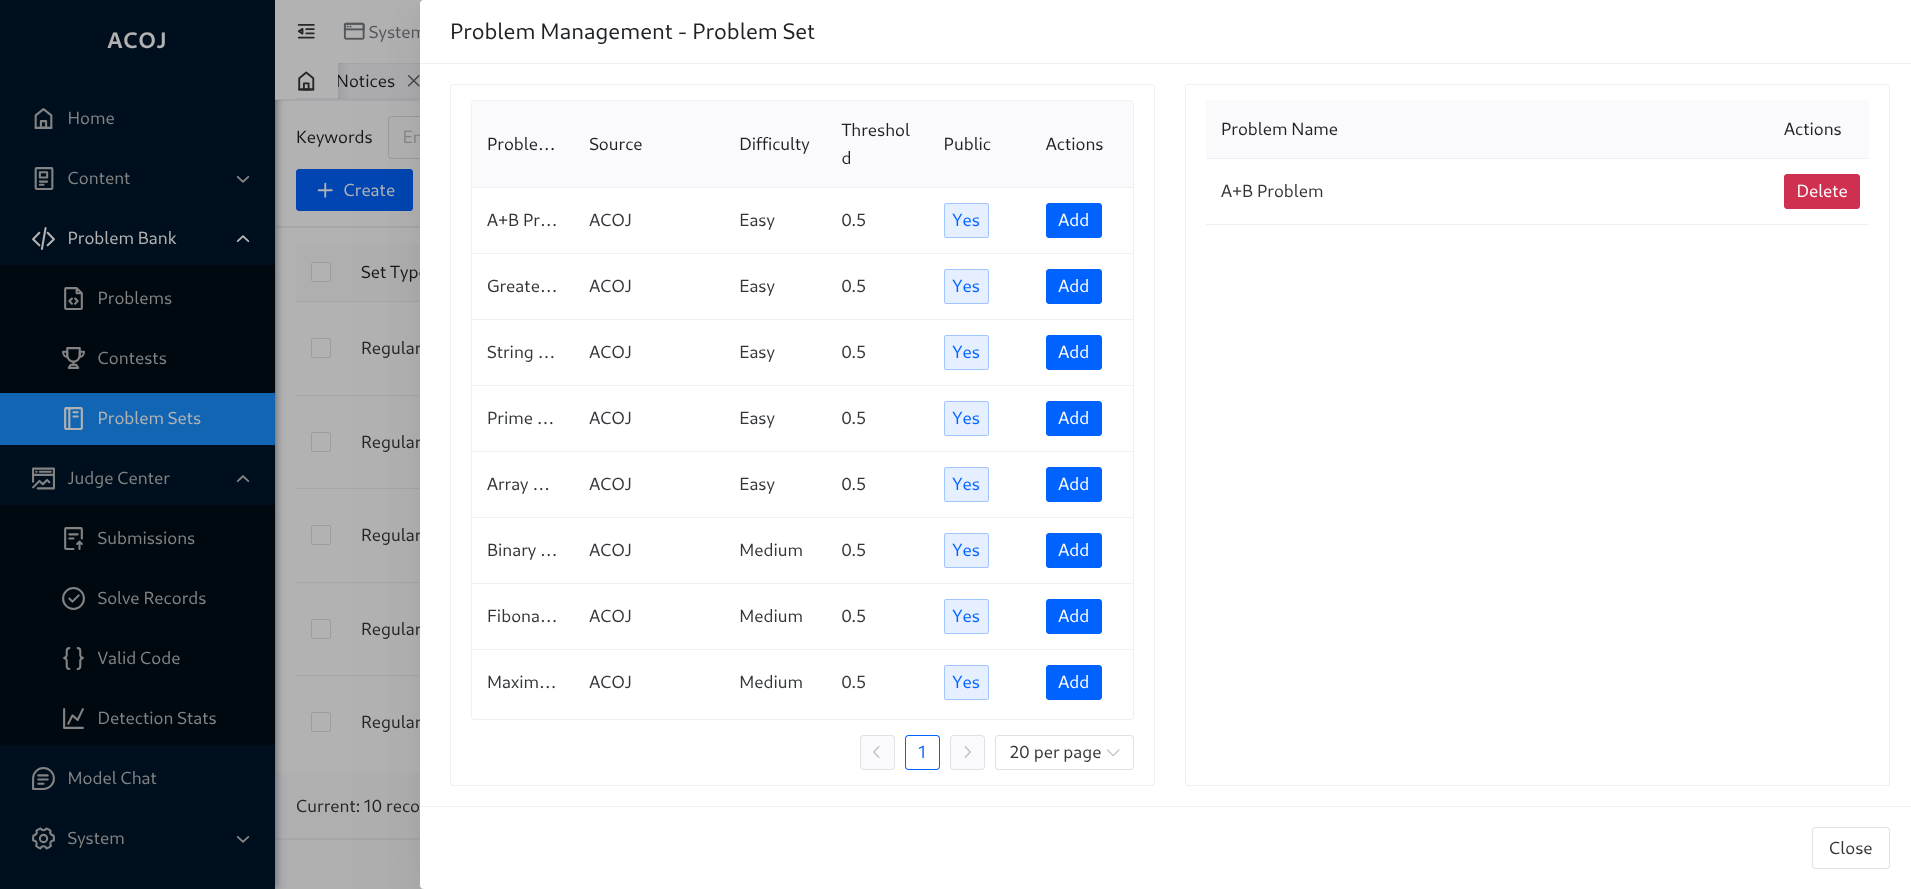 ACOJ
Home
Content
Problem Bank
Problems
Contests
Problem Sets
Judge Center
Submissions
Solve Records
Valid Code
Detection Stats
Model Chat
System
System
Notices
Keywords
Create
Set Type
Regular
Regular
Regular
Regular
Regular
Current: 10 reco
Problem Management - Problem Set
Proble... Source Difficulty Threshold Public Actions
A+B Pr... ACOJ Easy 0.5 Yes Add
Greate... ACOJ Easy 0.5 Yes Add
String ... ACOJ Easy 0.5 Yes Add
Prime ... ACOJ Easy 0.5 Yes Add
Array ... ACOJ Easy 0.5 Yes Add
Binary ... ACOJ Medium 0.5 Yes Add
Fibona... ACOJ Medium 0.5 Yes Add
Maxim... ACOJ Medium 0.5 Yes Add
1 20 per page
Problem Name Actions
A+B Problem Delete
Close